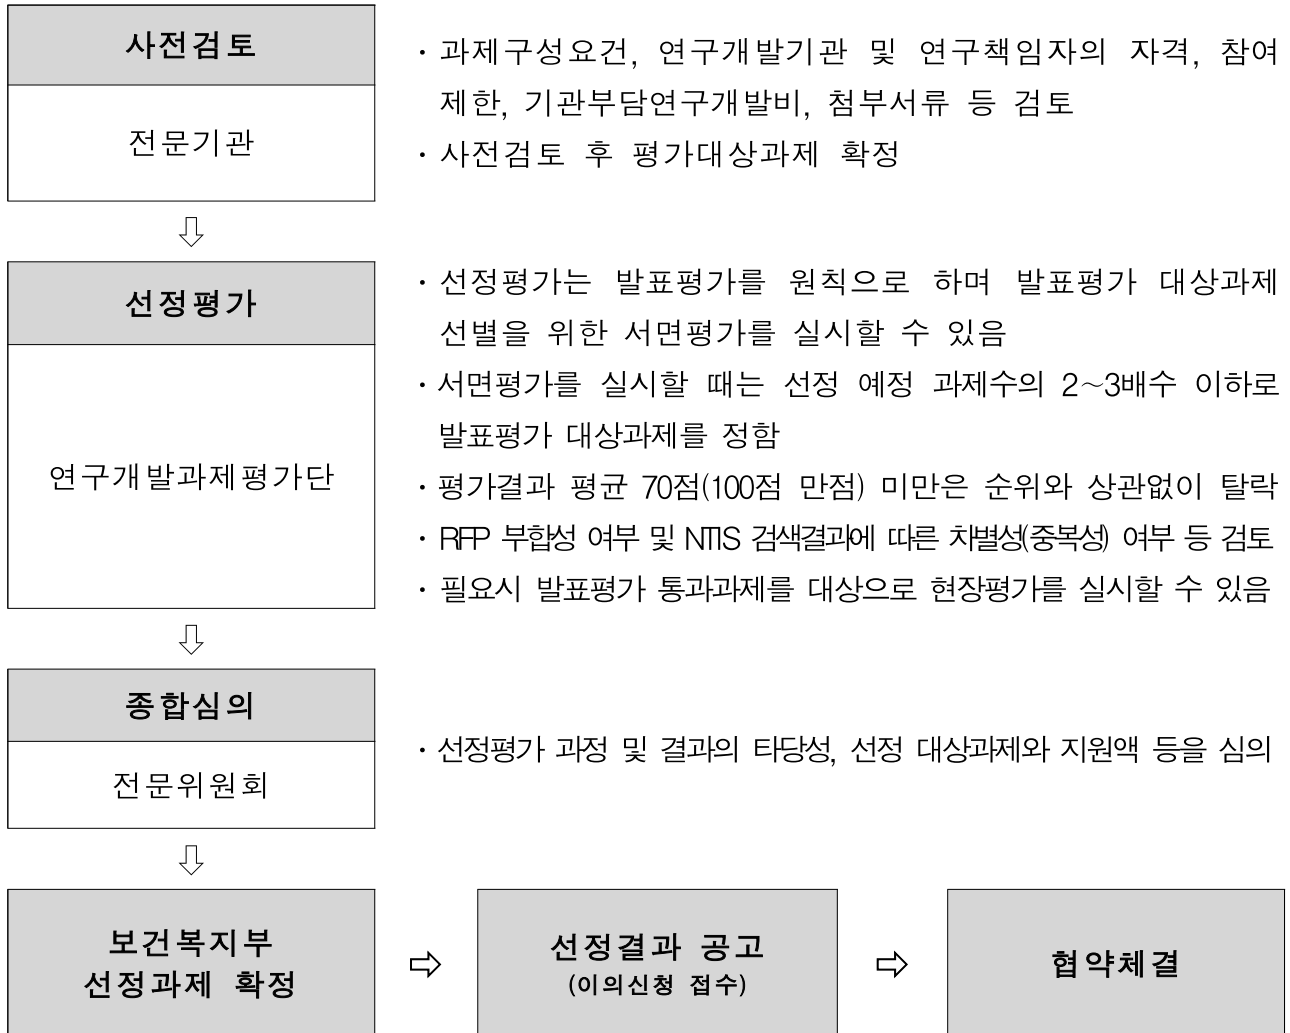 사전검토
전문기관
· 과제구성요건, 연구개발기관 및 연구책임자의 자격, 참여
제한, 기관부담연구개발비, 첨부서류 등 검토
· 사전검토 후 평가대상과제 확정
⇩
선정평가
연구개발과제평가단
· 선정평가는 발표평가를 원칙으로 하며 발표평가 대상과제
선별을 위한 서면평가를 실시할 수 있음
· 서면평가를 실시할 때는 선정 예정 과제수의 2~3배수 이하로
발표평가 대상과제를 정함
· 평가결과 평균 70점(100점 만점) 미만은 순위와 상관없이 탈락
· RFP 부합성 여부 및 NTIS 검색결과에 따른 차별성(중복성) 여부 등 검토
· 필요시 발표평가 통과과제를 대상으로 현장평가를 실시할 수 있음
⇩
종합심의
전문위원회
· 선정평가 과정 및 결과의 타당성, 선정 대상과제와 지원액 등을 심의
⇩
보건복지부
선정과제 확정
⇨
선정결과 공고
(이의신청 접수)
⇨
협약체결